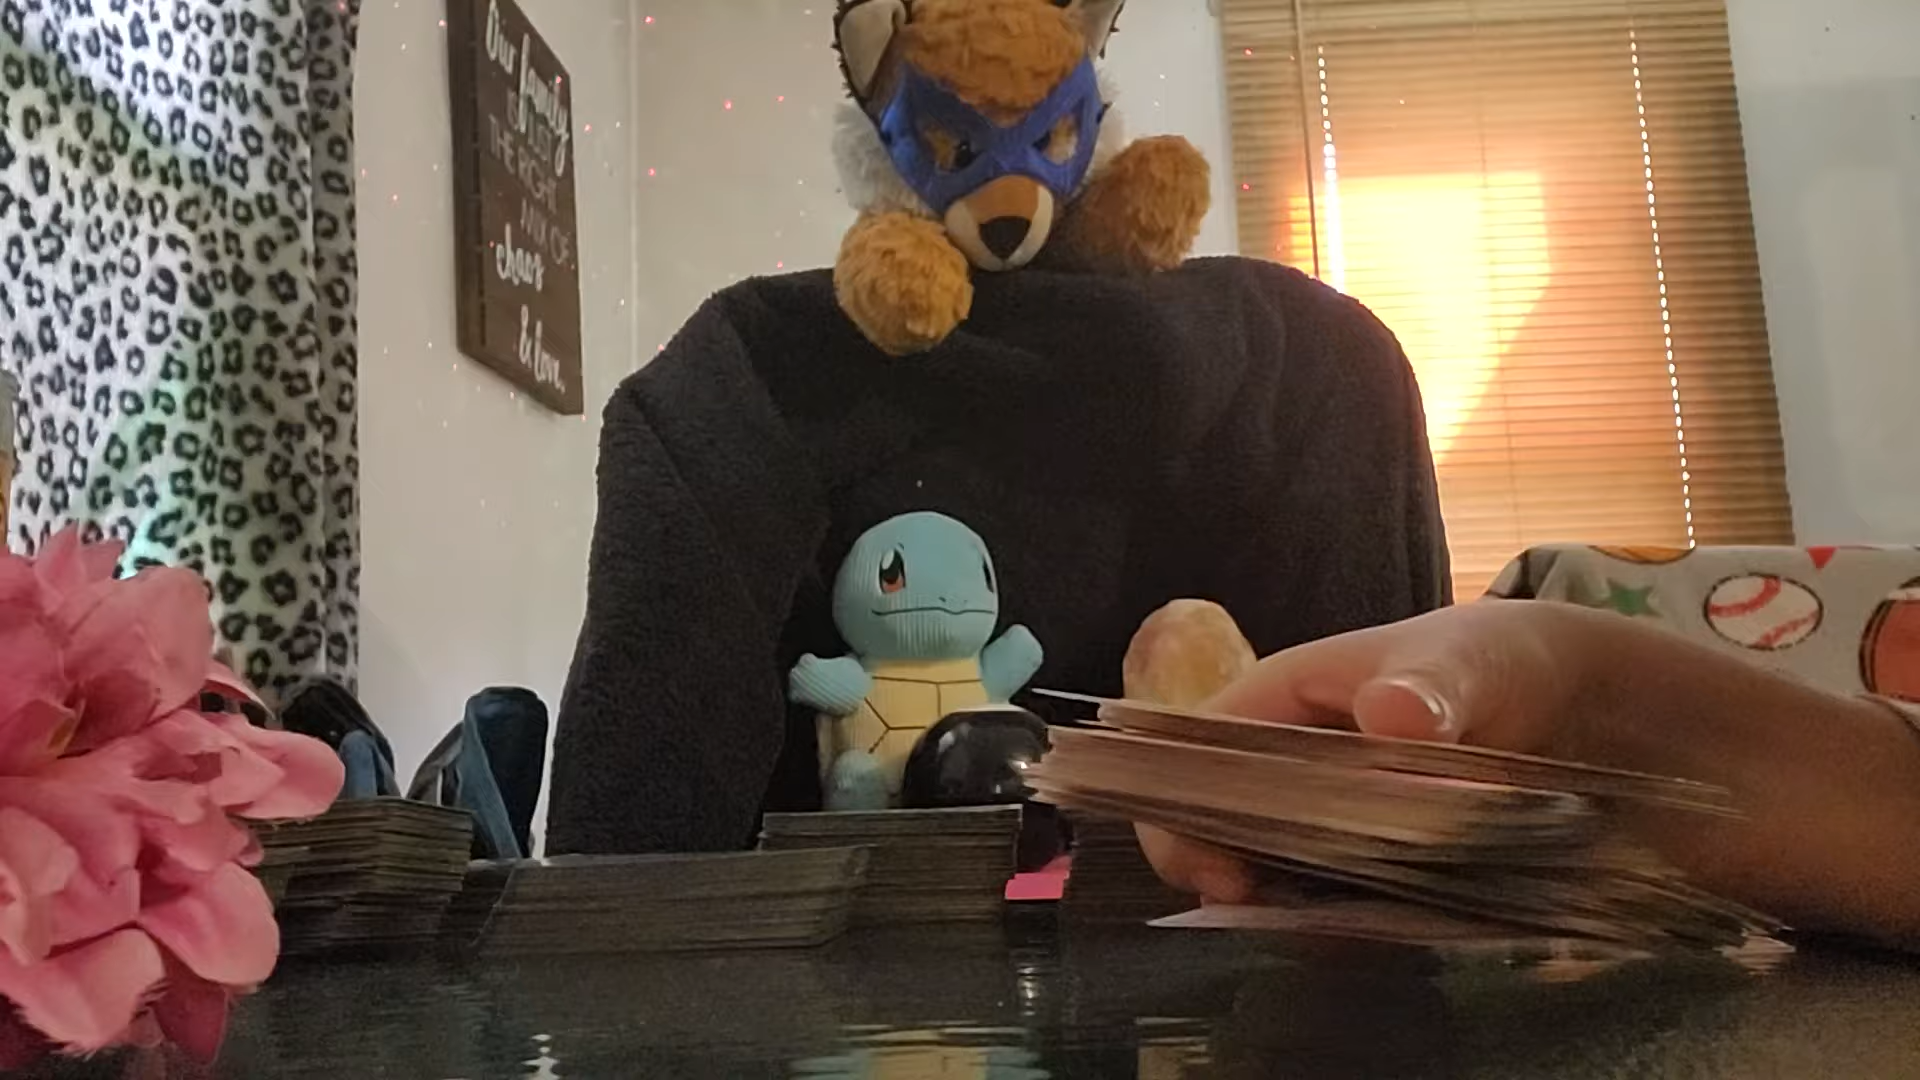 Our family
IS JUST
THE RIGHT
MIX OF
chaos
& love.